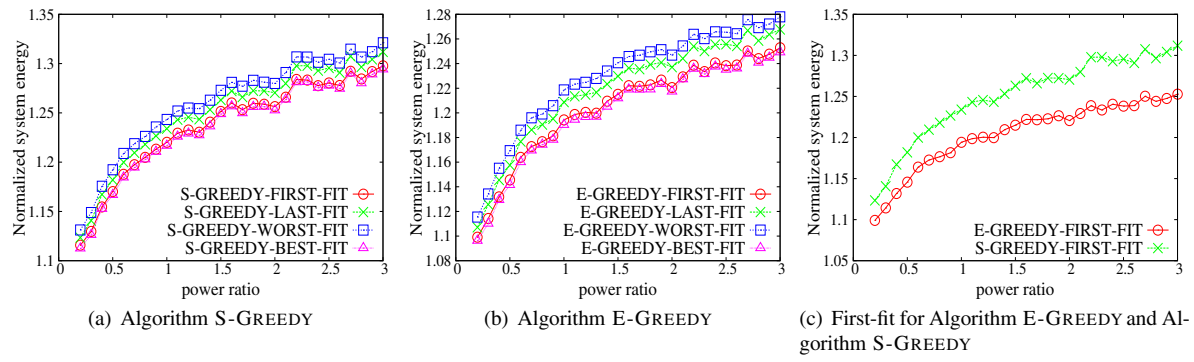 Normalized system energy
1.35
1.3
1.25
1.2
1.15
1.1
0
0.5
1
1.5
2
2.5
3
power ratio
S-GREEDY-FIRST-FIT
S-GREEDY-LAST-FIT
S-GREEDY-WORST-FIT
S-GREEDY-BEST-FIT
(a) Algorithm S-GREEDY
Normalized system energy
1.28
1.26
1.24
1.22
1.2
1.18
1.16
1.14
1.12
1.1
1.08
0
0.5
1
1.5
2
2.5
3
power ratio
E-GREEDY-FIRST-FIT
E-GREEDY-LAST-FIT
E-GREEDY-WORST-FIT
E-GREEDY-BEST-FIT
(b) Algorithm E-GREEDY
Normalized system energy
1.35
1.3
1.25
1.2
1.15
1.1
1.05
0
0.5
1
1.5
2
2.5
3
power ratio
E-GREEDY-FIRST-FIT
S-GREEDY-FIRST-FIT
(c) First-fit for Algorithm E-GREEDY and Al-
gorithm S-GREEDY